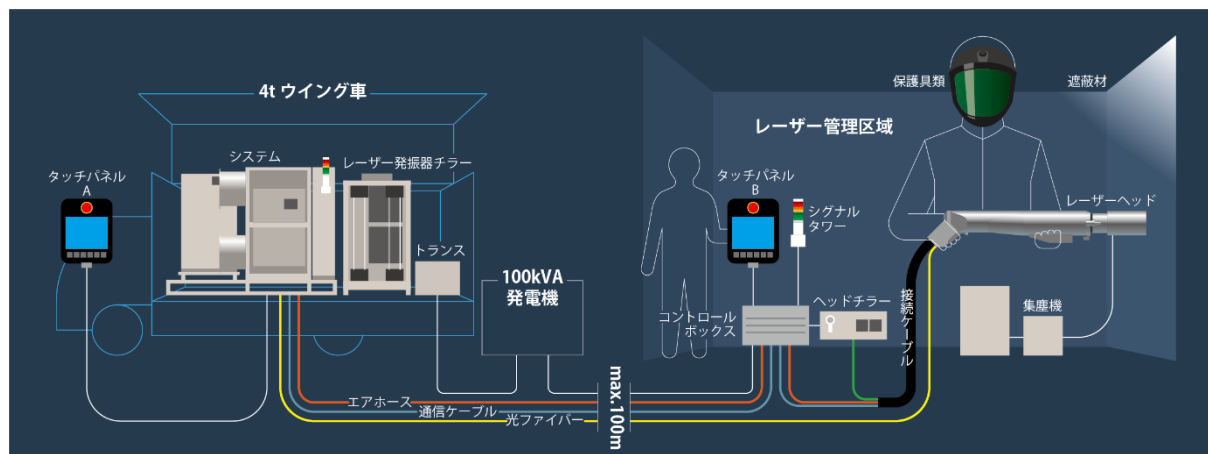 4t ウイング車
システム
レーザー発振器チラー
タッチパネル
A
トランス
100kVA
発電機
エアホース
通信ケーブル
光ファイバー
max.100m
レーザー管理区域
保護具類
遮蔽材
タッチパネル
B
シグナル
タワー
レーザーヘッド
コントロール
ボックス
ヘッドチラー
接続ケーブル
集塵機